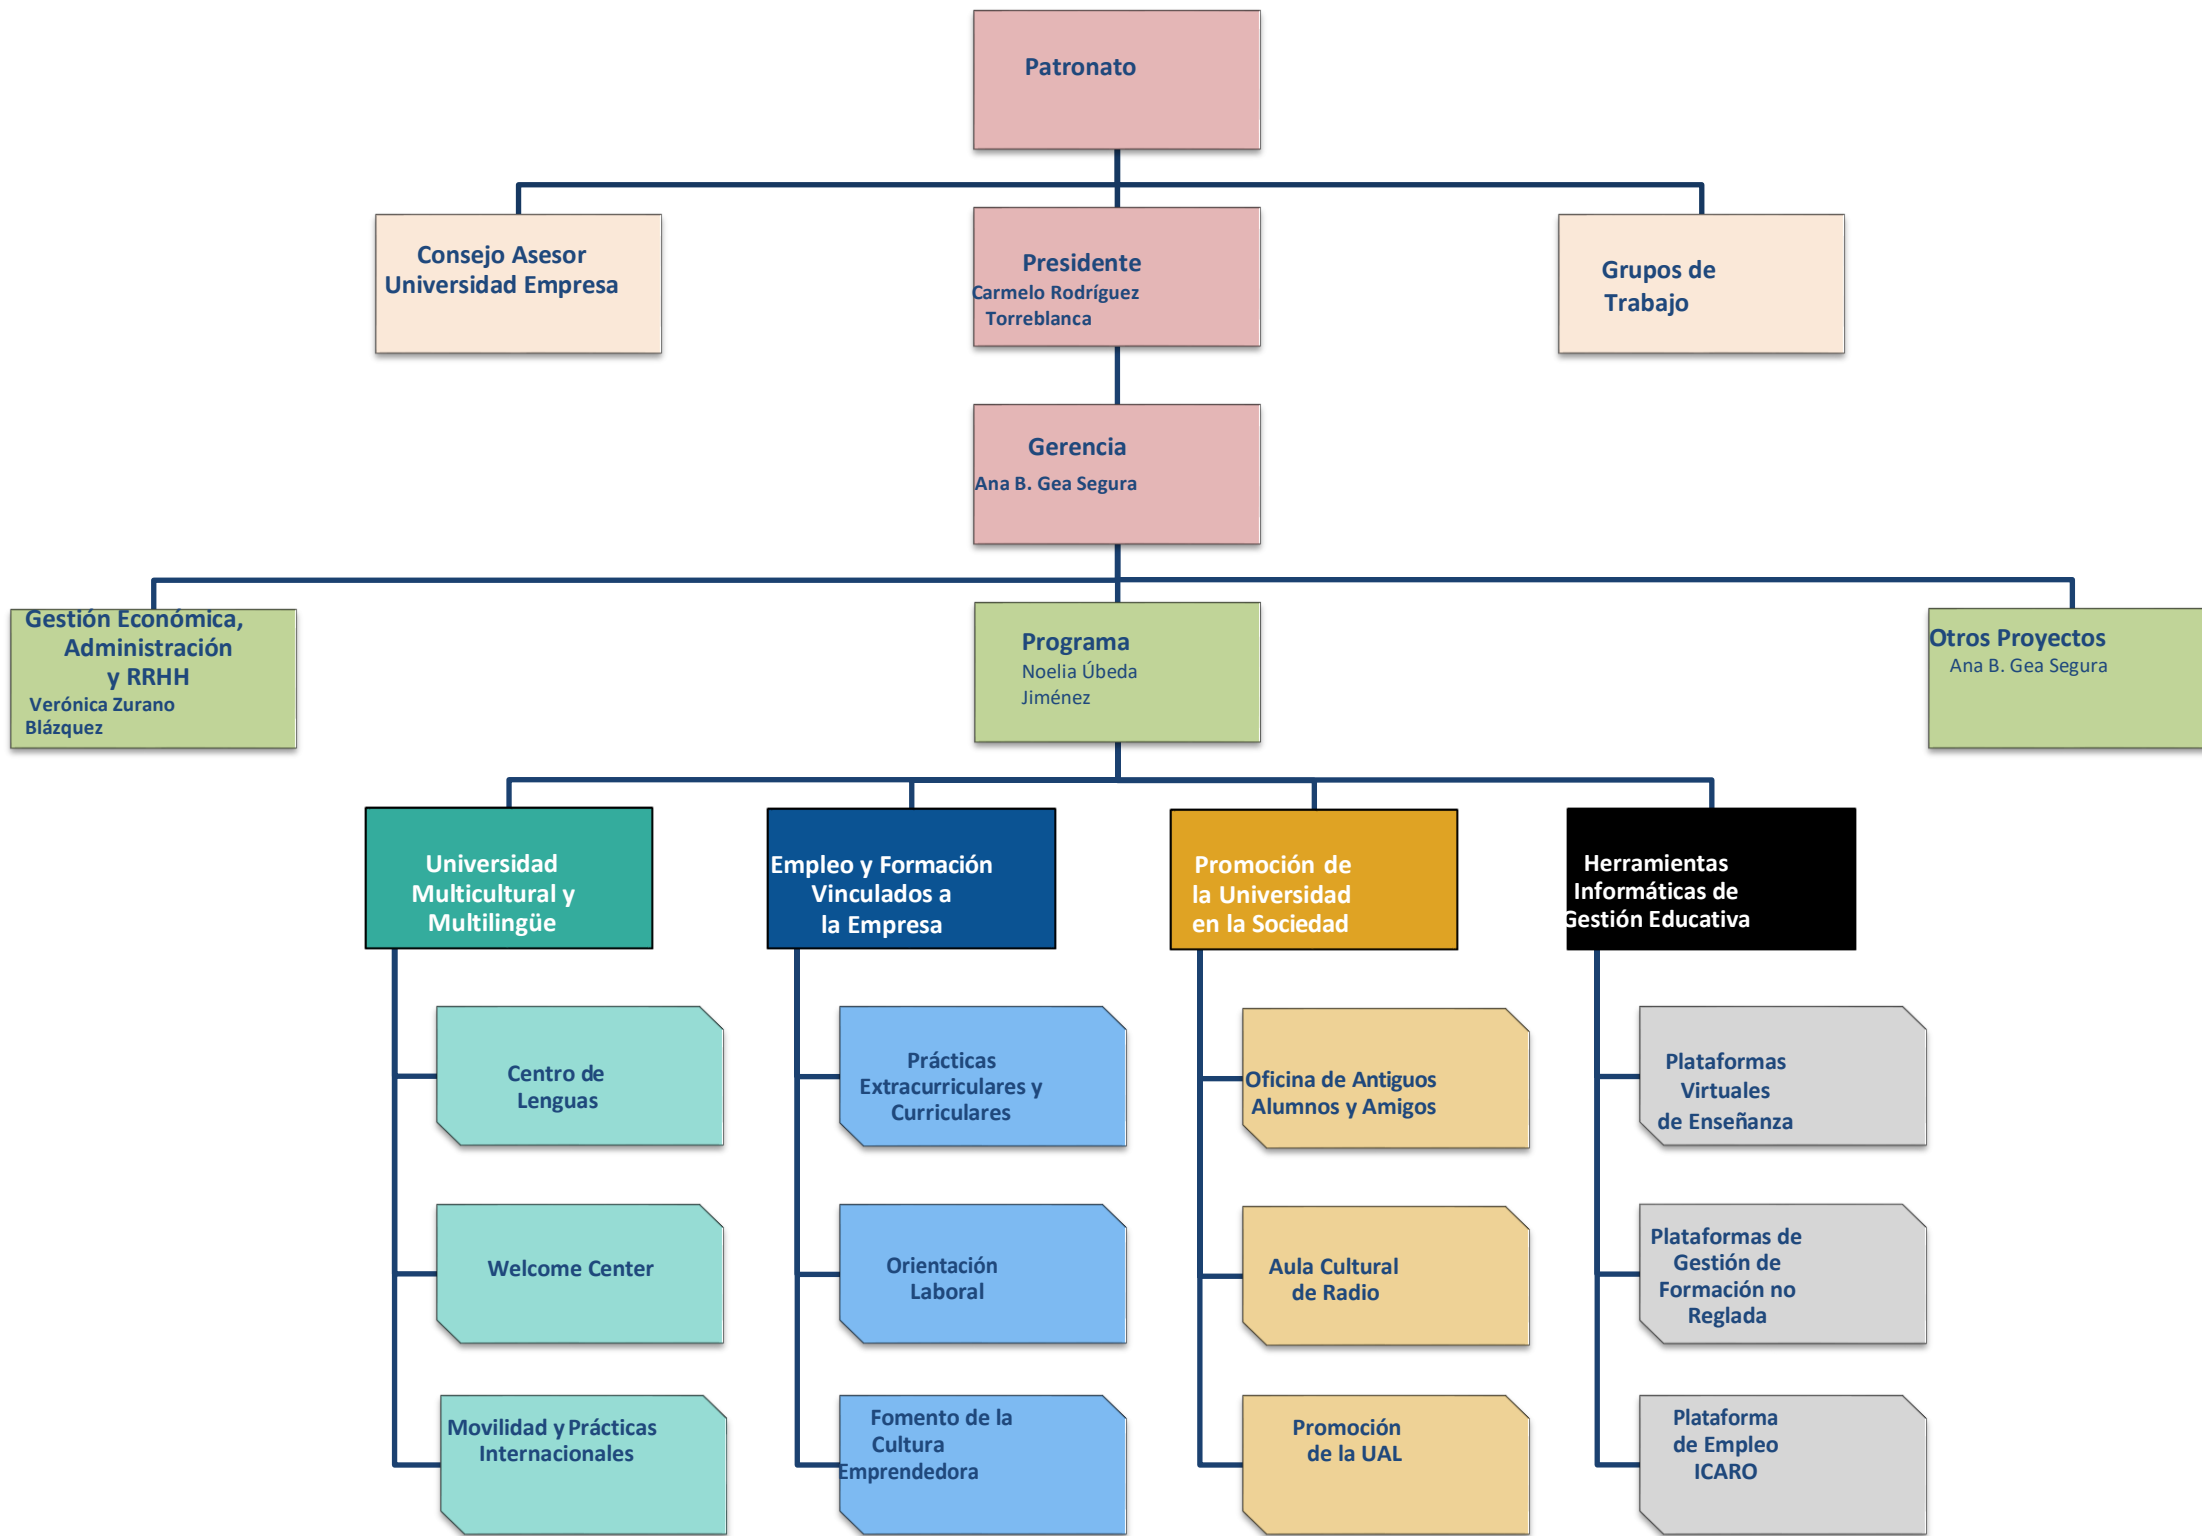 Patronato
Consejo Asesor
Universidad Empresa
Presidente
Carmelo Rodríguez
Torreblanca
Grupos de
Trabajo
Gerencia
Ana B. Gea Segura
Gestión Económica,
Administración
y RRHH
Verónica Zurano
Blázquez
Programa
Noelia Úbeda
Jiménez
Otros Proyectos
Ana B. Gea Segura
Universidad
Multicultural y
Multilingüe
Empleo y Formación
Vinculados a
la Empresa
Promoción de
la Universidad
en la Sociedad
Herramientas
Informáticas de
Gestión Educativa
Centro de
Lenguas
Prácticas
Extracurriculares y
Curriculares
Oficina de Antiguos
Alumnos y Amigos
Plataformas
Virtuales
de Enseñanza
Welcome Center
Orientación
Laboral
Aula Cultural
de Radio
Plataformas de
Gestión de
Formación no
Reglada
Movilidad y Prácticas
Internacionales
Fomento de la
Cultura
Emprendedora
Promoción
de la UAL
Plataforma
de Empleo
ICARO